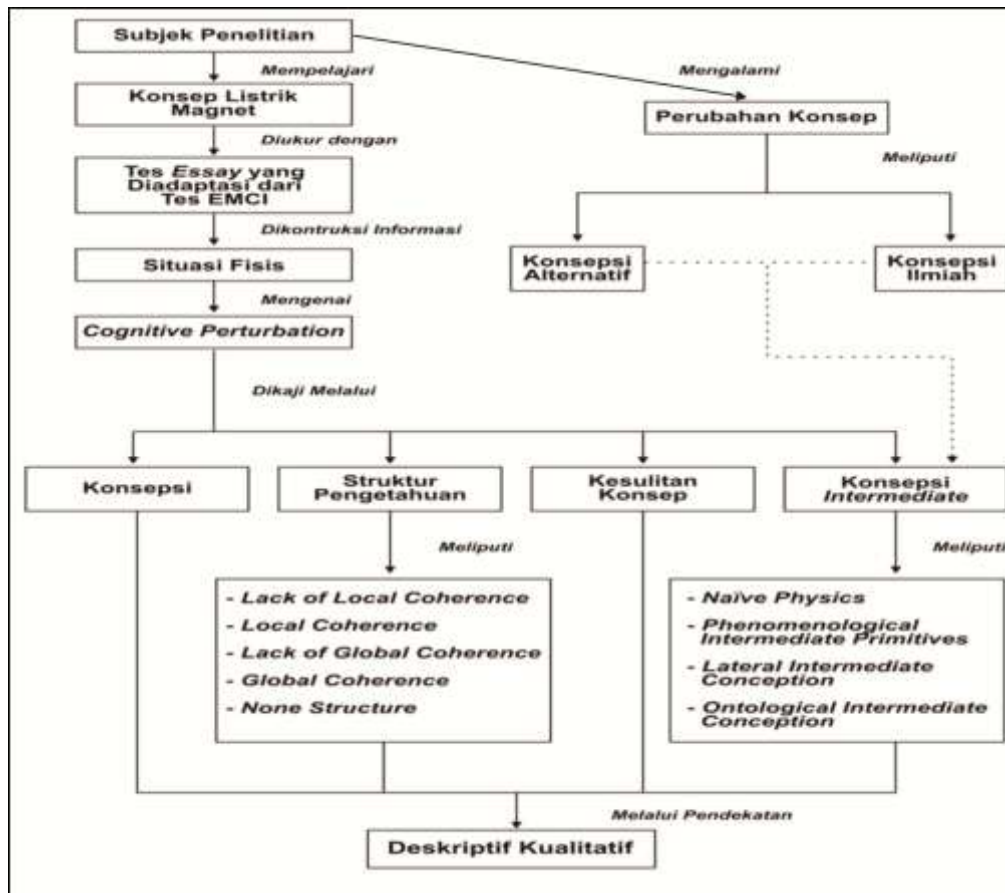 Subjek Penelitian
Mempelajari
Mengalami
Konsep Listrik
Magnet
Perubahan Konsep
Diukur dengan
Meliputi
Tes Essay yang
Diadaptasi dari
Tes EMCI
Dikontruksi Informasi
Situasi Fisis
Konsepsi
Alternatif
Konsepsi
Ilmiah
Mengenai
Cognitive Perturbation
Dikaji Melalui
Konsepsi
Struktur
Pengetahuan
Kesulitan
Konsep
Konsepsi
Intermediate
Meliputi
Meliputi
- Lack of Local Coherence
- Local Coherence
- Lack of Global Coherence
- Global Coherence
- None Structure
- Naïve Physics
- Phenomenological
Intermediate Primitives
- Lateral Intermediate
Conception
- Ontological Intermediate
Conception
Melalui Pendekatan
Deskriptif Kualitatif